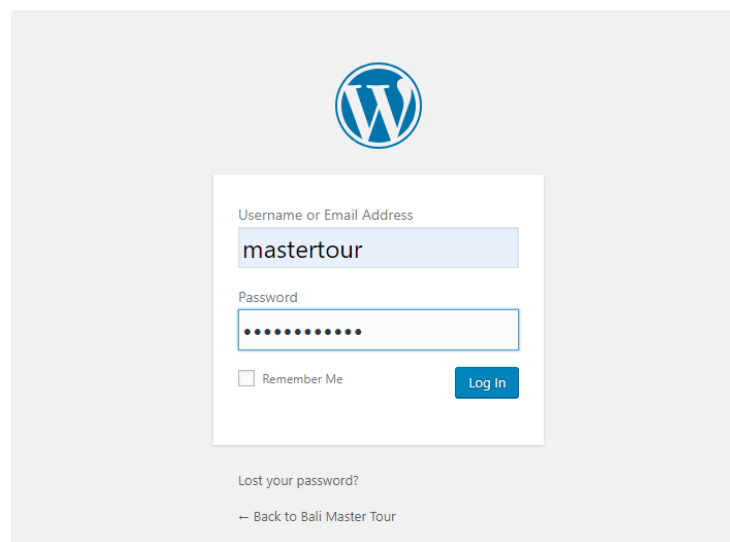 Username or Email Address
mastertour
Password
••••••••••••
Remember Me
Log In
Lost your password?
← Back to Bali Master Tour